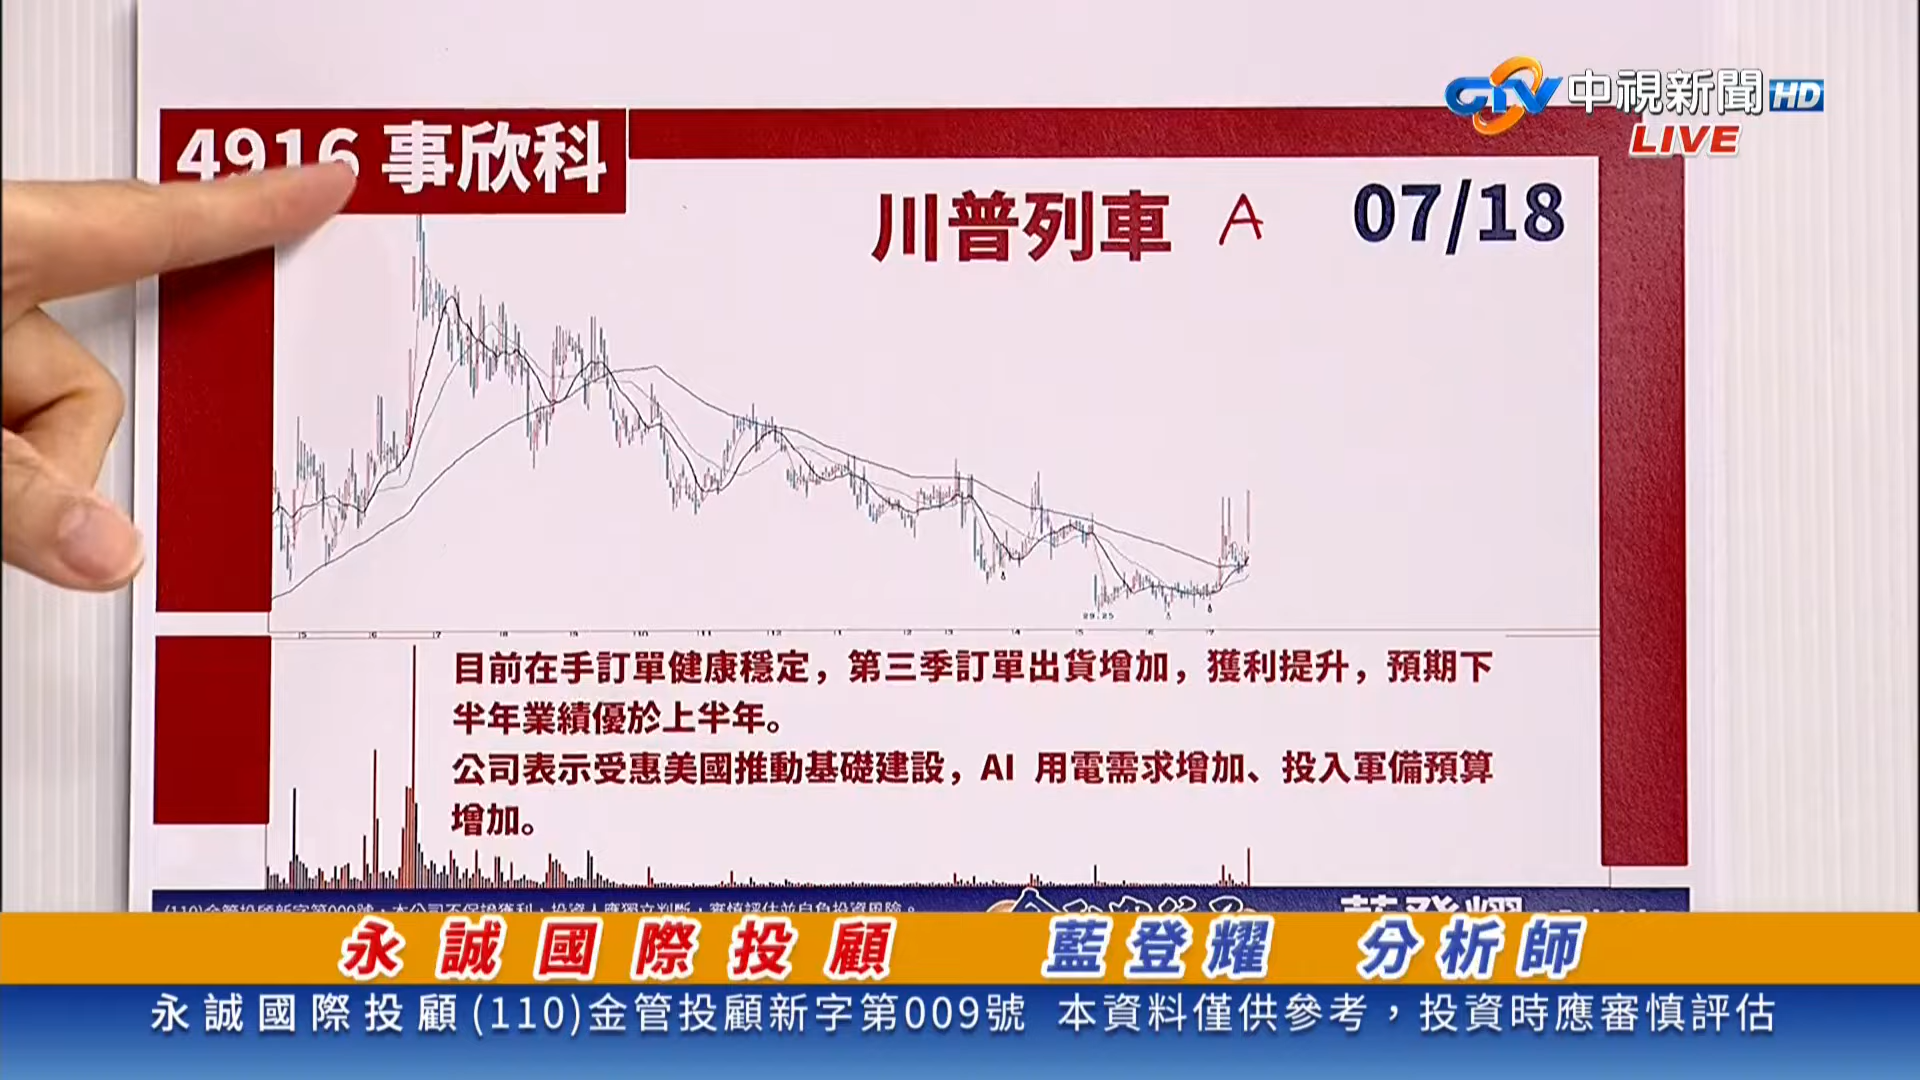 CTV 中視新聞 HD
LIVE
4916 事欣科
川普列車 A
07/18
29.25
目前在手訂單健康穩定，第三季訂單出貨增加，獲利提升，預期下
半年業績優於上半年。
公司表示受惠美國推動基礎建設，AI 用電需求增加、投入軍備預算
增加。
永誠國際投顧 藍登耀 分析師
永誠國際投顧(110)金管投顧新字第009號 本資料僅供參考，投資時應審慎評估